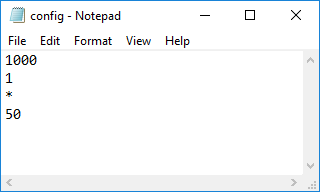 config - Notepad
File Edit Format View Help
1000
1
*
50